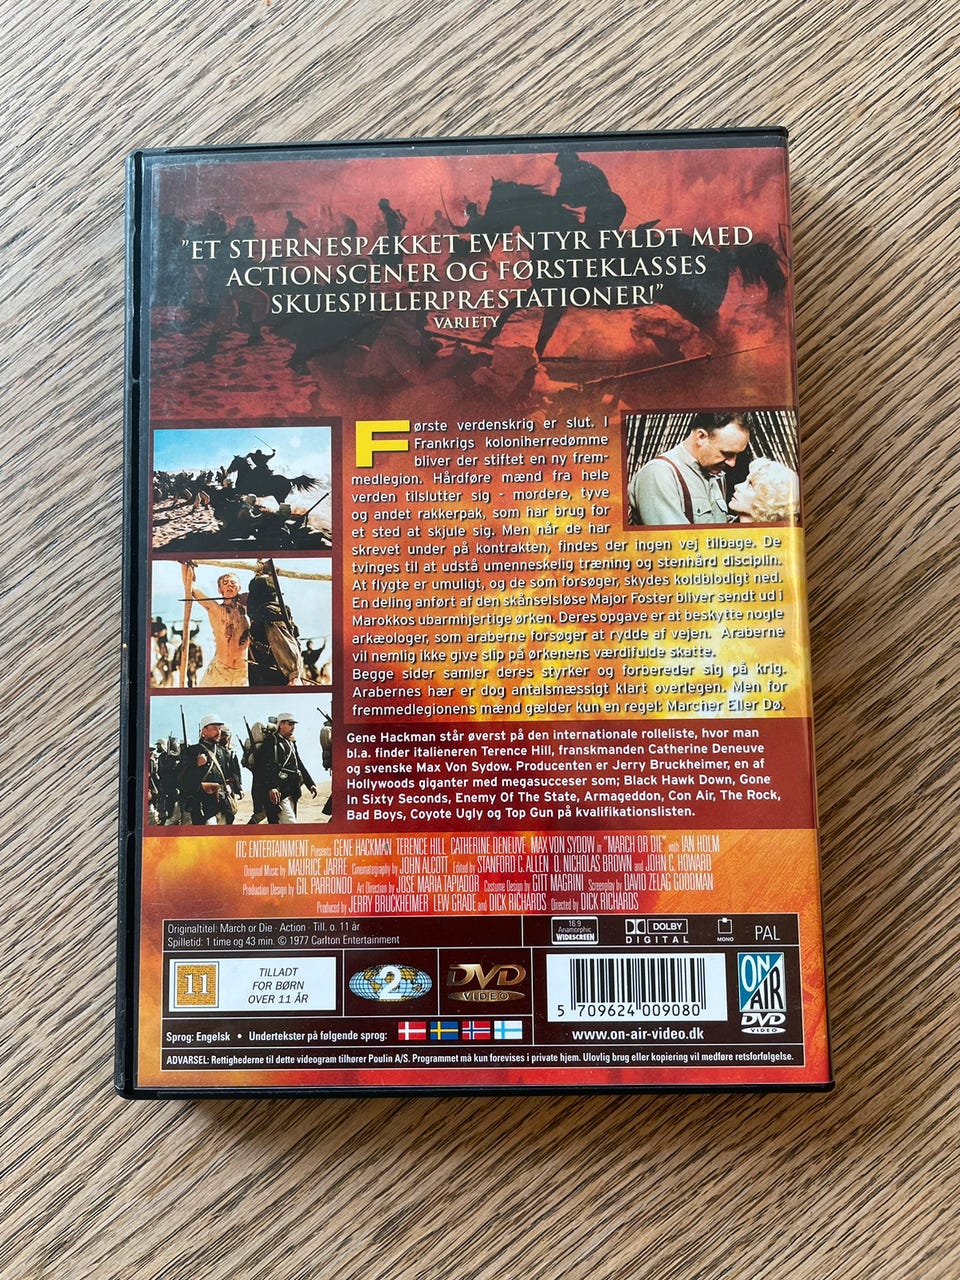 "ET STJERNESPÆKKET EVENTYR FYLDT MED
ACTIONSCENER OG FØRSTEKLASSES
SKUESPILLERPRÆSTATIONER!"
VARIETY
Første verdenskrig er slut. I
Frankrigs koloniherredømme
bliver der stiftet en ny frem-
medlegion. Hårdføre mænd fra hele
verden tilslutter sig - mordere, tyve
og andet rakkerpak, som har brug for
et sted at skjule sig. Men når de har
skrevet under på kontrakten, findes der ingen vej tilbage. De
tvinges til at udstå umenneskelig træning og stenhård disciplin.
At flygte er umuligt, og de som forsøger, skydes koldblodigt ned.
En deling anført af den skånselsløse Major Foster bliver sendt ud i
Marokkos ubarmhjertige ørken. Deres opgave er at beskytte nogle
arkæologer, som araberne forsøger at rydde af vejen. Araberne
vil nemlig ikke give slip på ørkenens værdifulde skatte.
Begge sider samler deres styrker og forbereder sig på krig.
Arabernes hær er dog antalsmæssigt klart overlegen. Men for
fremmedlegionens mænd gælder kun en regel: Marcher Eller Dø.
Gene Hackman står øverst på den internationale rolleliste, hvor man
bl.a. finder italieneren Terence Hill, franskmanden Catherine Deneuve
og svenske Max Von Sydow. Producenten er Jerry Bruckheimer, en af
Hollywoods giganter med megasucceser som; Black Hawk Down, Gone
In Sixty Seconds, Enemy Of The State, Armageddon, Con Air, The Rock,
Bad Boys, Coyote Ugly og Top Gun på kvalifikationslisten.
ITC ENTERTAINMENT Presents GENE HACKMAN TERENCE HILL CATHERINE DENEUVE MAX VON SYDOW in "MARCH OR DIE" with IAN HOLM
Original Music by MAURICE JARRE Cinematography by JOHN ALCOTT Edited by STANFORD C. ALLEN O. NICHOLAS BROWN and JOHN C. HOWARD
Production Design by GIL PARRONDO Art Direction by JOSÉ MARIA TAPIADOR Costume Design by GITT MAGRINI Screenplay by DAVID ZELAG GOODMAN
Produced by JERRY BRUCKHEIMER LEW GRADE and DICK RICHARDS Directed by DICK RICHARDS
Originaltitel: March or Die · Action · Till. o. 11 år
Spilletid: 1 time og 43 min. © 1977 Carlton Entertainment
16:9
Anamorphic
WIDESCREEN
DOLBY
DIGITAL
MONO
PAL
11
TILLADT
FOR BØRN
OVER 11 ÅR
2
DVD
VIDEO
5 709624 009080
ON
AIR
DVD
VIDEO
Sprog: Engelsk • Undertekster på følgende sprog:
www.on-air-video.dk
ADVARSEL: Rettighederne til dette videogram tilhører Poulin A/S. Programmet må kun forevises i private hjem. Ulovlig brug eller kopiering vil medføre retsforfølgelse.